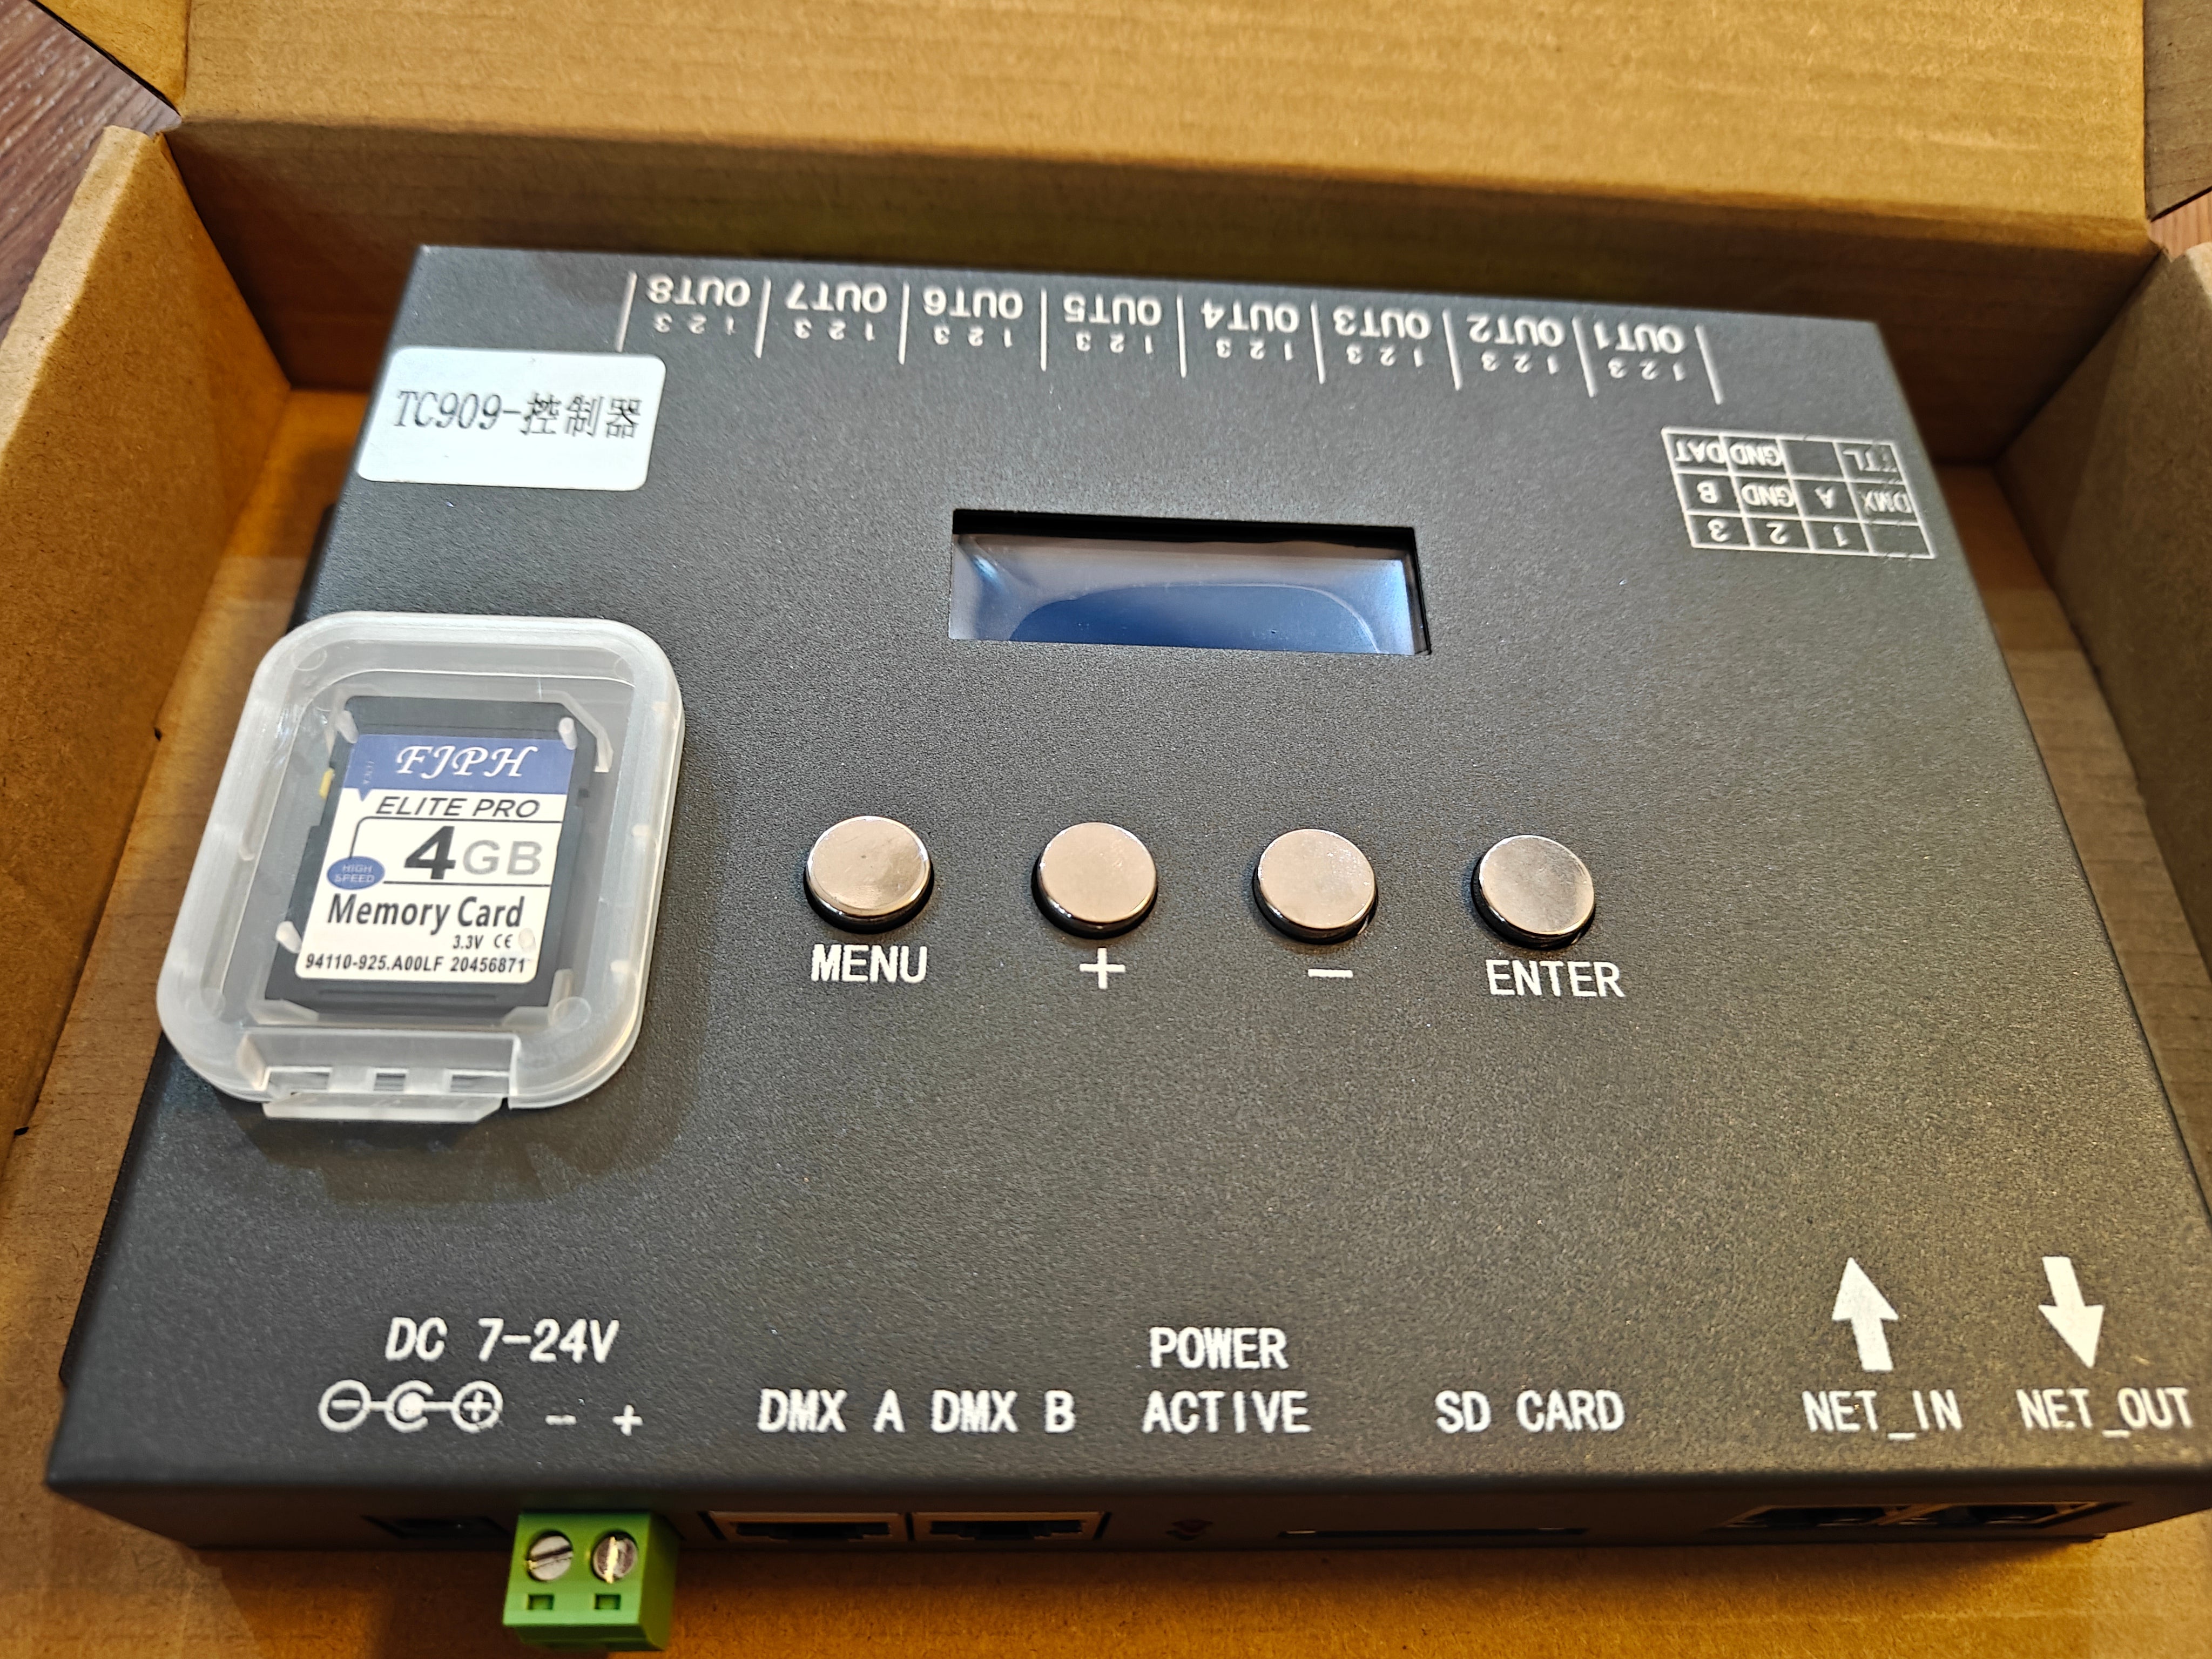 OUT8 OUT7 OUT6 OUT5 OUT4 OUT3 OUT2 OUT1
1 2 3 1 2 3 1 2 3 1 2 3 1 2 3 1 2 3 1 2 3 1 2 3
TC909-控制器
1 2 3
DMX A GND B
TTL GND DAT
FJPH
ELITE PRO
4GB
HIGH SPEED
Memory Card
3.3V CE
94110-925.A00LF 20456871
MENU + − ENTER
DC 7-24V
− + − +
POWER
DMX A DMX B ACTIVE SD CARD NET_IN NET_OUT